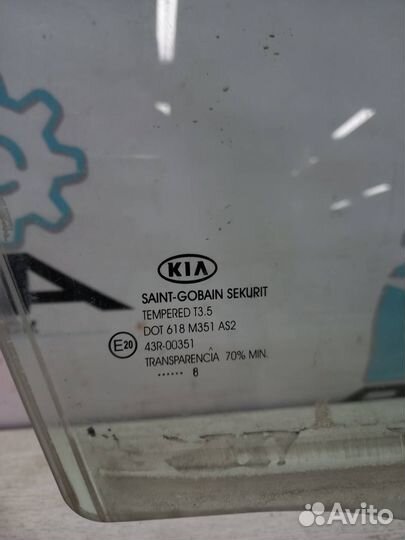 KIA
SAINT-GOBAIN SEKURIT
TEMPERED T3.5
DOT 618 M351 AS2
E20 43R-00351
TRANSPARENCIA 70% MIN.
...... 8
Avito